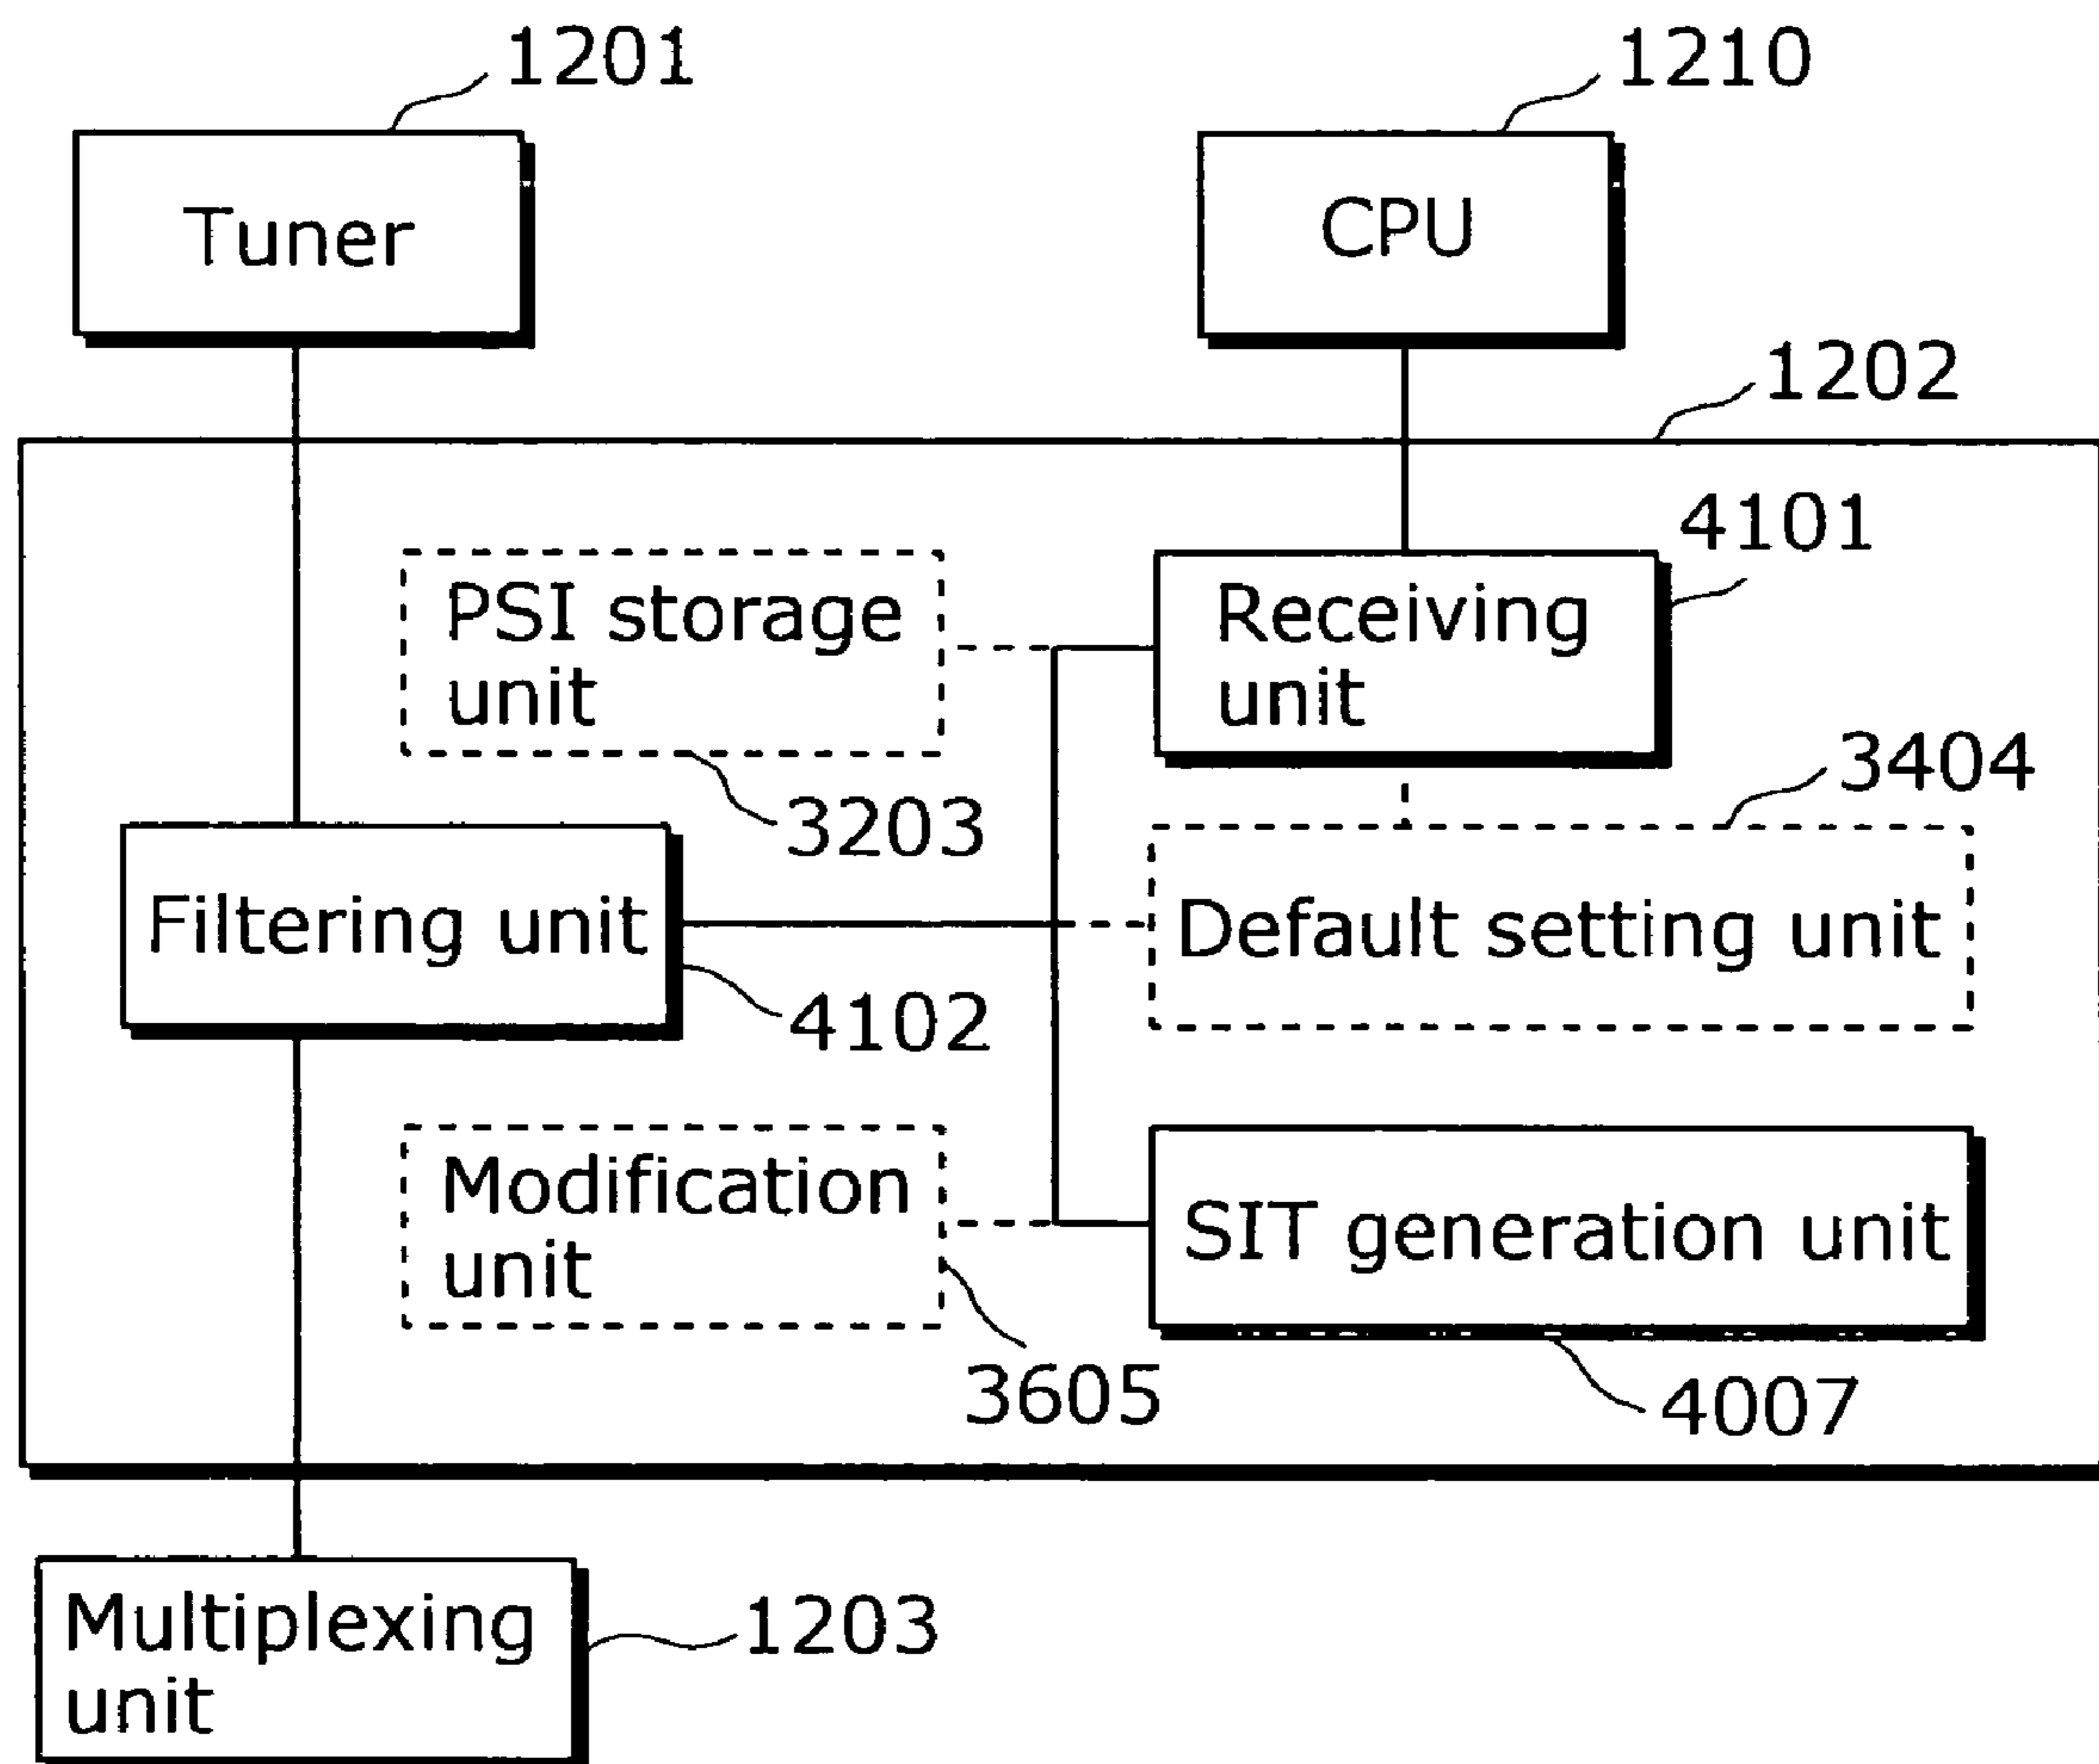 1201
1210
Tuner
CPU
1202
4101
PSI storage
unit
Receiving
unit
3404
3203
Filtering unit
Default setting unit
4102
Modification
unit
SIT generation unit
3605
4007
Multiplexing
unit
1203